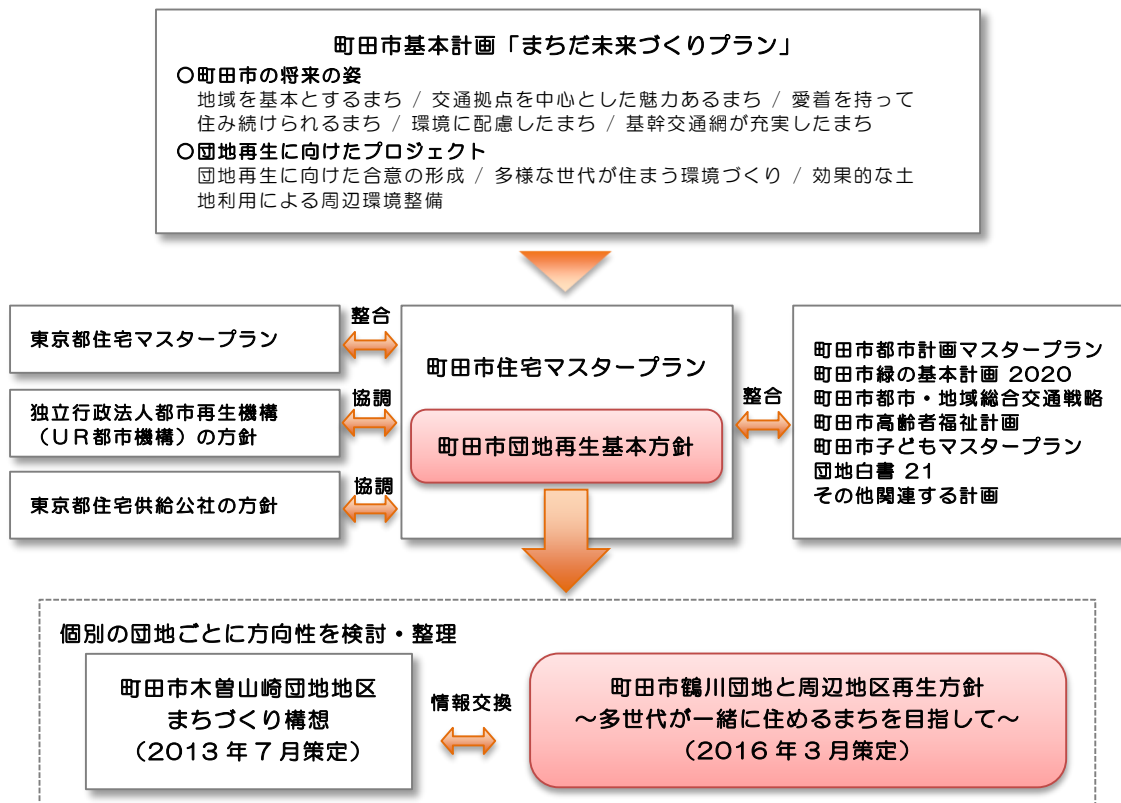 町田市基本計画「まちだ未来づくりプラン」
〇町田市の将来の姿
地域を基本とするまち / 交通拠点を中心とした魅力あるまち / 愛着を持って
住み続けられるまち / 環境に配慮したまち / 基幹交通網が充実したまち
〇団地再生に向けたプロジェクト
団地再生に向けた合意の形成 / 多様な世代が住まう環境づくり / 効果的な土
地利用による周辺環境整備
東京都住宅マスタープラン
整合
独立行政法人都市再生機構
（ＵＲ都市機構）の方針
協調
東京都住宅供給公社の方針
協調
町田市住宅マスタープラン
町田市団地再生基本方針
整合
町田市都市計画マスタープラン
町田市緑の基本計画 2020
町田市都市・地域総合交通戦略
町田市高齢者福祉計画
町田市子どもマスタープラン
団地白書 21
その他関連する計画
個別の団地ごとに方向性を検討・整理
町田市木曽山崎団地地区
まちづくり構想
（2013 年 7 月策定）
情報交換
町田市鶴川団地と周辺地区再生方針
～多世代が一緒に住めるまちを目指して～
（2016 年 3 月策定）